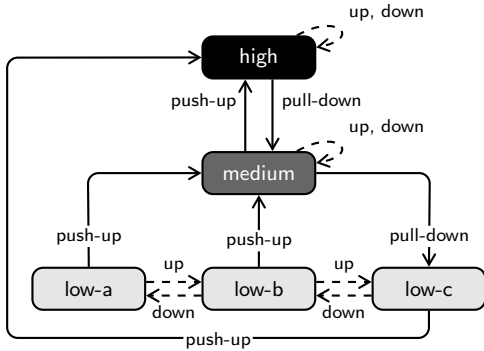 up, down
high
push-up
pull-down
up, down
medium
push-up
push-up
pull-down
up
up
low-a
low-b
low-c
down
down
push-up